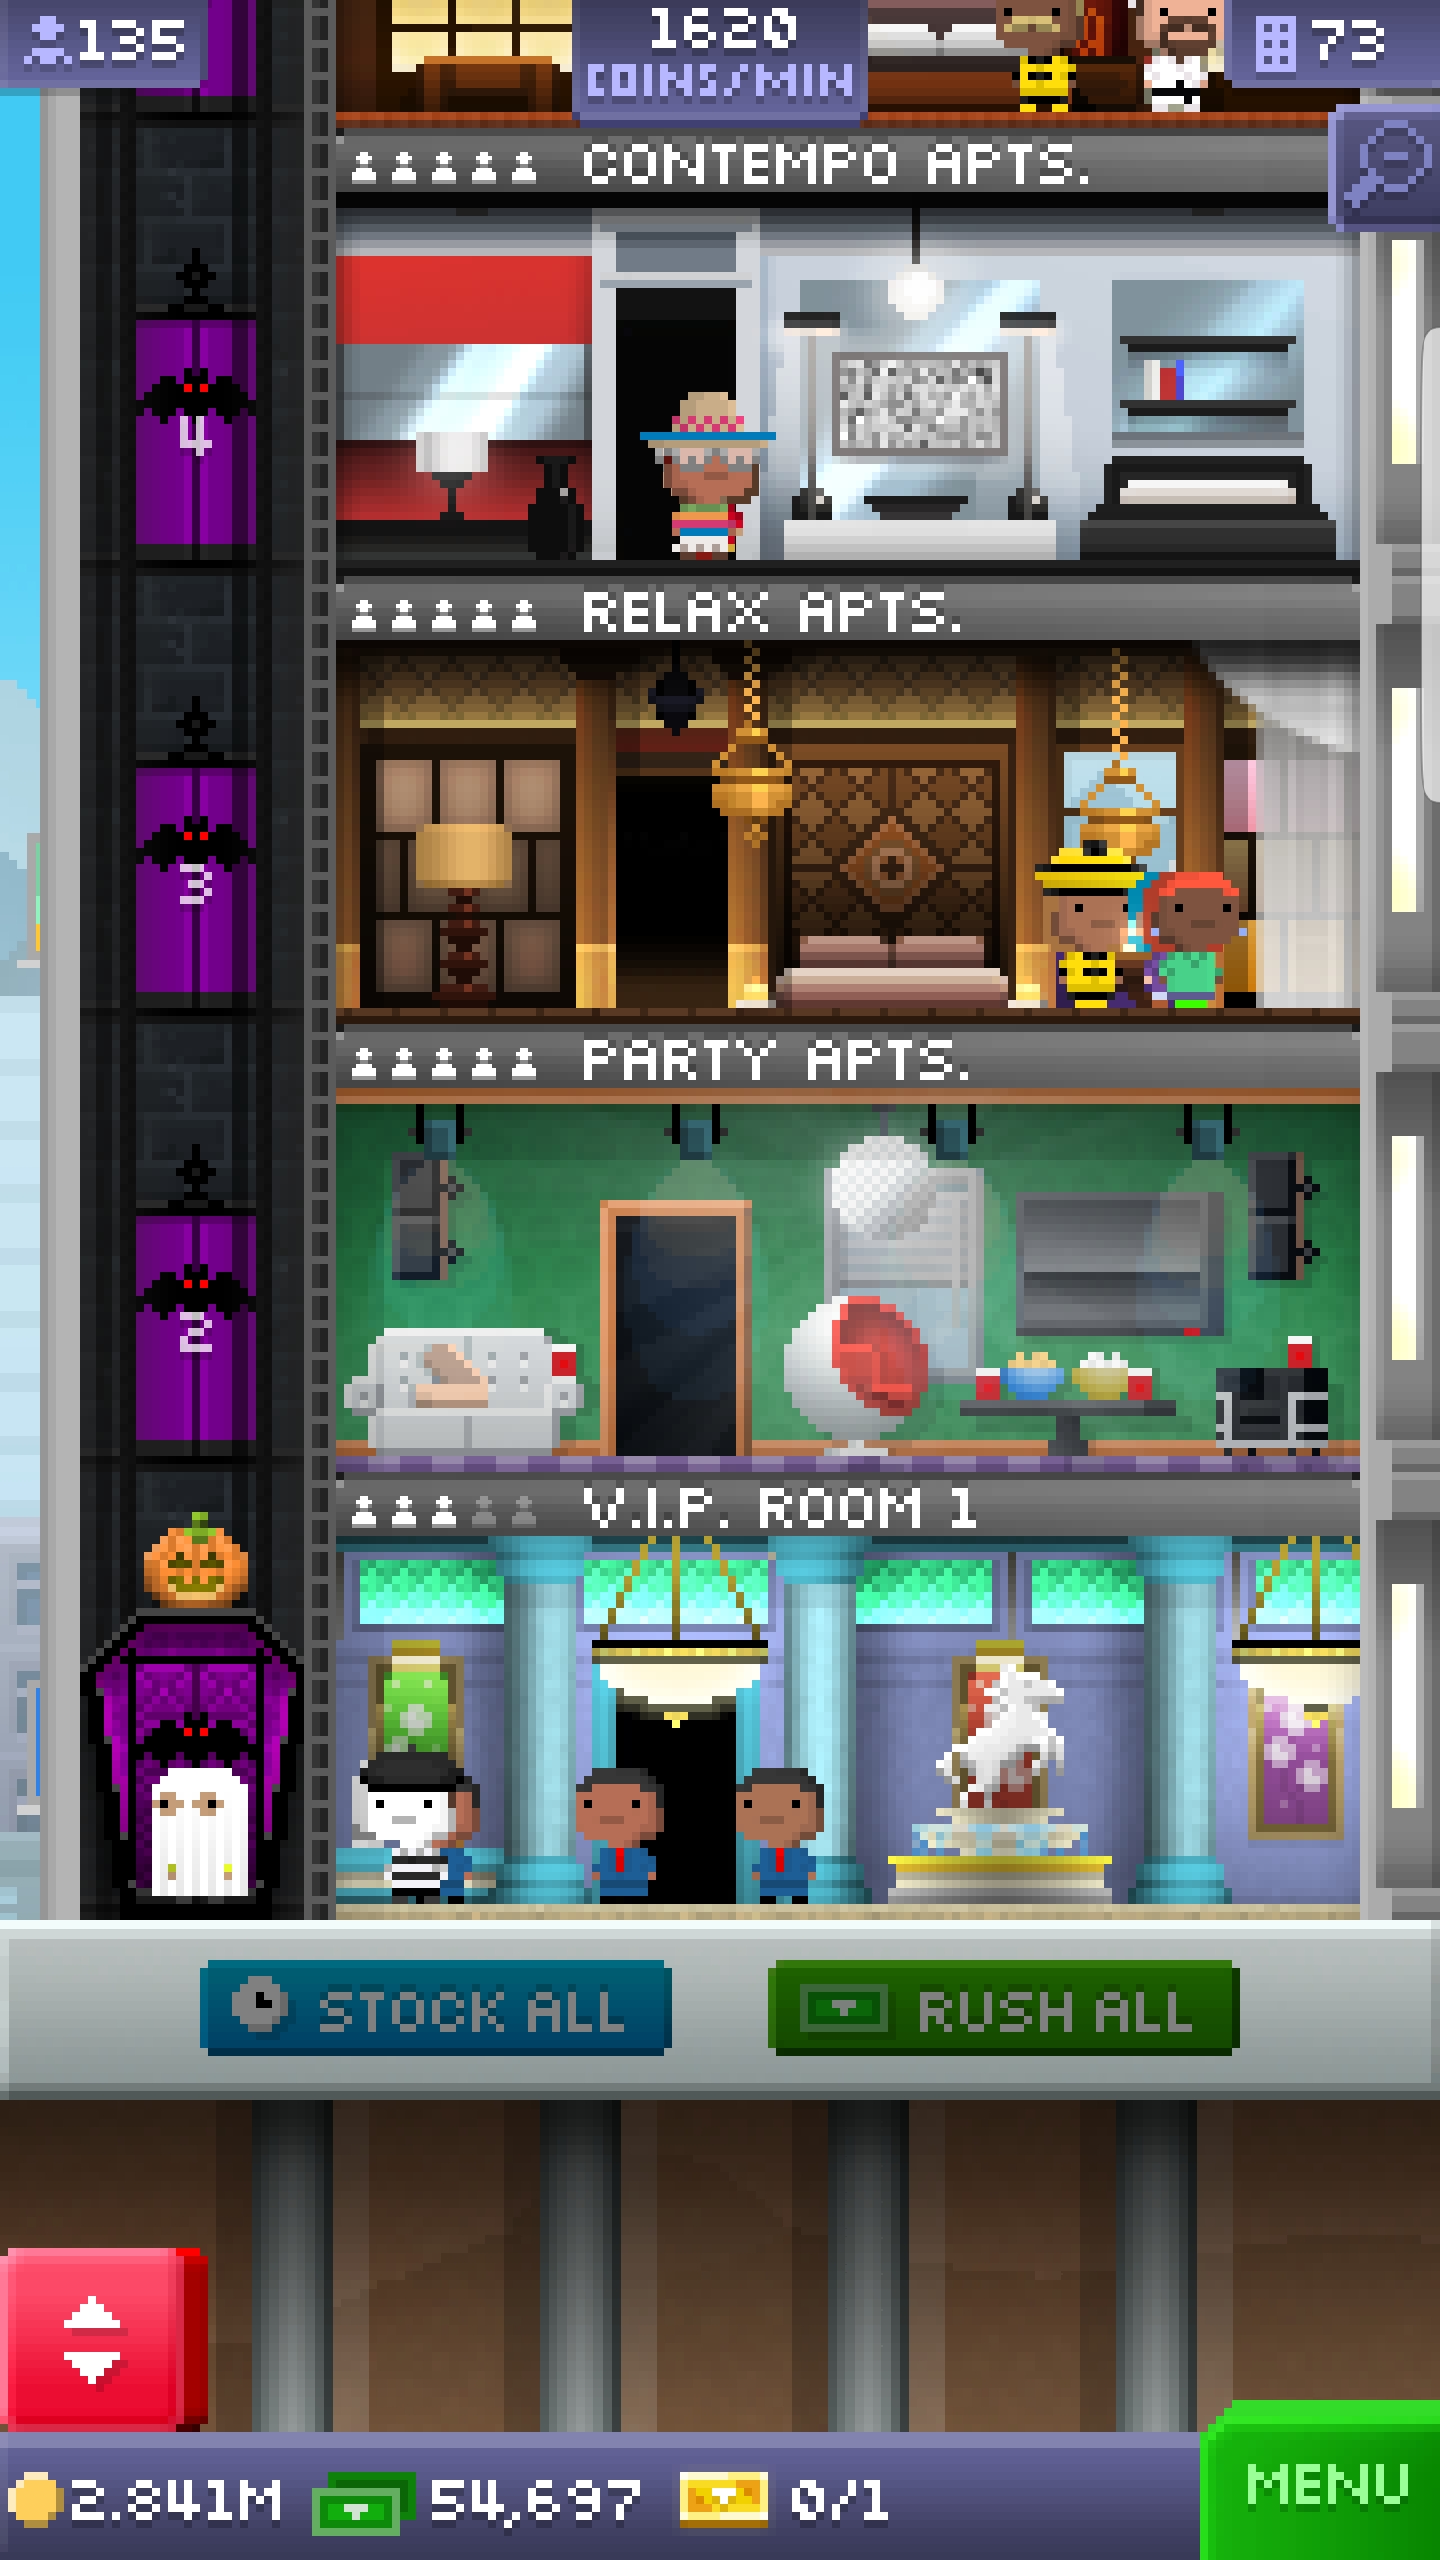 135
1620
COINS/MIN
73
CONTEMPO APTS.
4
RELAX APTS.
3
PARTY APTS.
2
V.I.P. ROOM 1
STOCK ALL
RUSH ALL
2.841M
54,697
0/1
MENU